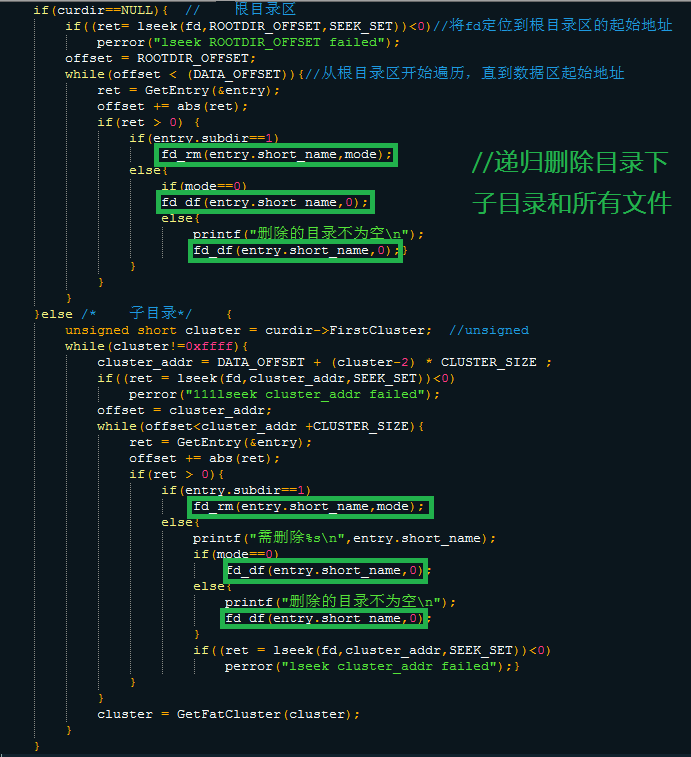 if(curdir==NULL){  //    根目录区
    if((ret= lseek(fd,ROOTDIR_OFFSET,SEEK_SET))<0)//将fd定位到根目录区的起始地址
        perror("lseek ROOTDIR_OFFSET failed");
    offset = ROOTDIR_OFFSET;
    while(offset < (DATA_OFFSET)){//从根目录区开始遍历，直到数据区起始地址
        ret = GetEntry(&entry);
        offset += abs(ret);
        if(ret > 0) {
            if(entry.subdir==1)
                fd_rm(entry.short_name,mode);
            else{
                if(mode==0)
                fd_df(entry.short_name,0);
                else{
                    printf("删除的目录不为空\n");
                    fd_df(entry.short_name,0);}
            }
        }
    }
//递归删除目录下
子目录和所有文件
}else /*    子目录*/    {
    unsigned short cluster = curdir->FirstCluster;  //unsigned
    while(cluster!=0xffff){
        cluster_addr = DATA_OFFSET + (cluster-2) * CLUSTER_SIZE ;
        if((ret = lseek(fd,cluster_addr,SEEK_SET))<0)
            perror("111lseek cluster_addr failed");
        offset = cluster_addr;
        while(offset<cluster_addr +CLUSTER_SIZE){
            ret = GetEntry(&entry);
            offset += abs(ret);
            if(ret > 0){
                if(entry.subdir==1)
                    fd_rm(entry.short_name,mode);
                else{
                    printf("需删除%s\n",entry.short_name);
                    if(mode==0)
                        fd_df(entry.short_name,0);
                    else{
                        printf("删除的目录不为空\n");
                        fd_df(entry.short_name,0);
                    }
                    if((ret = lseek(fd,cluster_addr,SEEK_SET))<0)
                        perror("lseek cluster_addr failed");}
            }
        }
        cluster = GetFatCluster(cluster);
    }
}